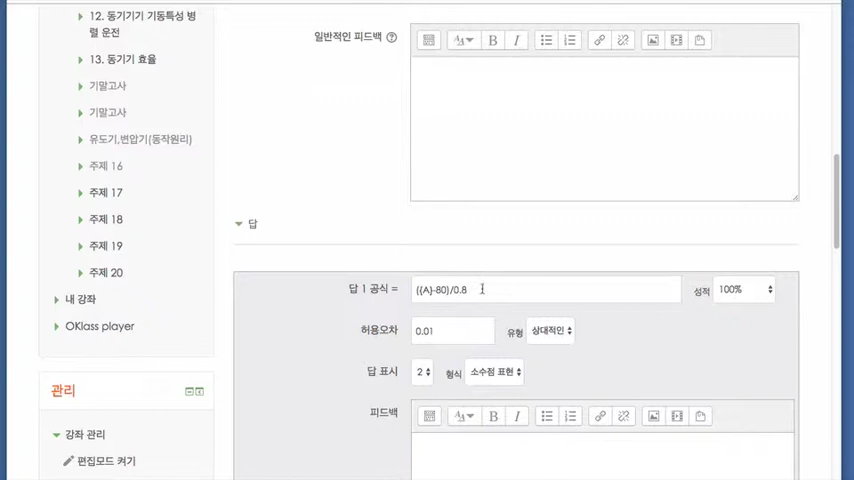 12. 동기기기 기동특성 병
렬 운전
13. 동기기 효율
기말고사
기말고사
유도기,변압기(동작원리)
주제 16
주제 17
주제 18
주제 19
주제 20
내 강좌
OKlass player
관리
강좌 관리
편집모드 켜기
일반적인 피드백
B I
답
답 1 공식 = ({A}-80)/0.8 성적 100%
허용오차 0.01 유형 상대적인
답 표시 2 형식 소수점 표현
피드백
B I